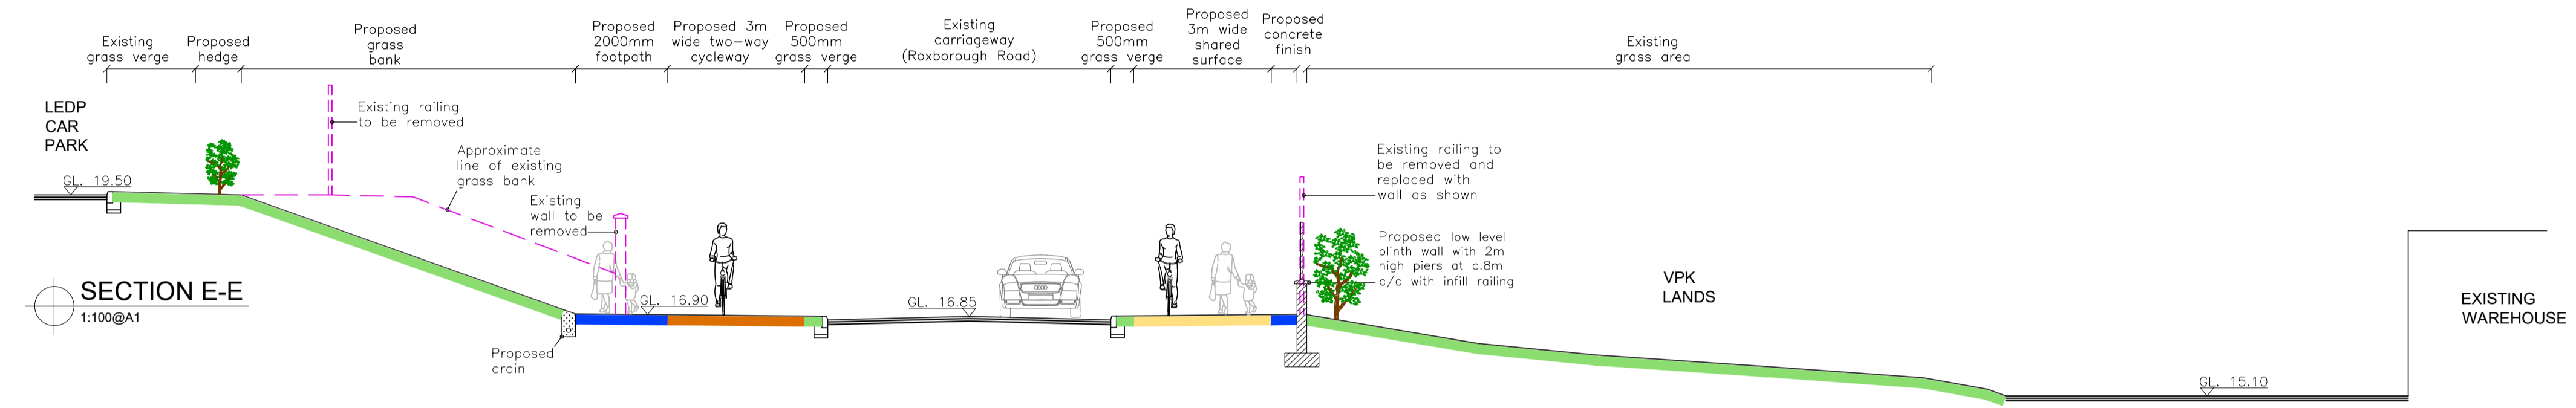 Existing
grass verge
Proposed
hedge
Proposed
grass
bank
Proposed
2000mm
footpath
Proposed 3m
wide two-way
cycleway
Proposed
500mm
grass verge
Existing
carriageway
(Roxborough Road)
Proposed
500mm
grass verge
Proposed
3m wide
shared
surface
Proposed
concrete
finish
Existing
grass area
LEDP
CAR
PARK
Existing railing
to be removed
Approximate
line of existing
grass bank
Existing
wall to be
removed
Existing railing to
be removed and
replaced with
wall as shown
Proposed low level
plinth wall with 2m
high piers at c.8m
c/c with infill railing
GL. 19.50
GL. 16.90
GL. 16.85
VPK
LANDS
EXISTING
WAREHOUSE
GL. 15.10
SECTION E-E
1:100@A1
Proposed
drain